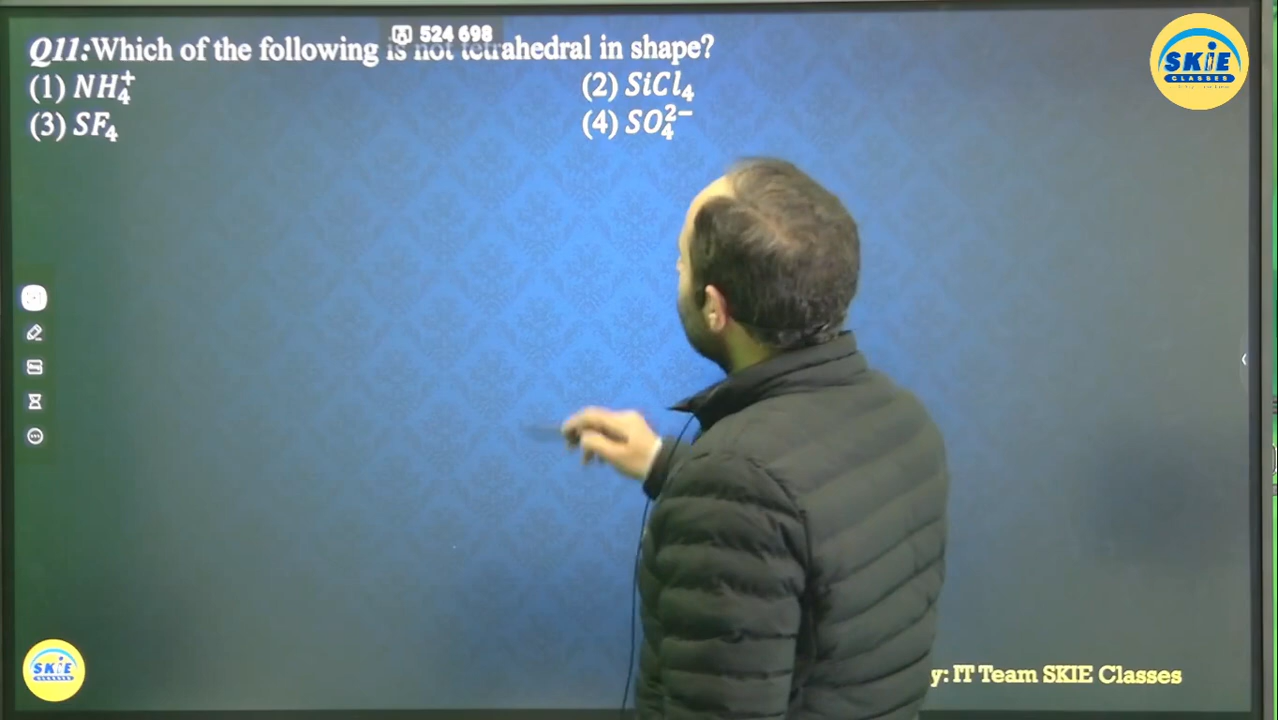 524 698
Q11:Which of the following is not tetrahedral in shape?
(1) NH₄⁺ (2) SiCl₄
(3) SF₄ (4) SO₄²⁻
SKiE
CLASSES
SKiE
CLASSES
y: IT Team SKIE Classes